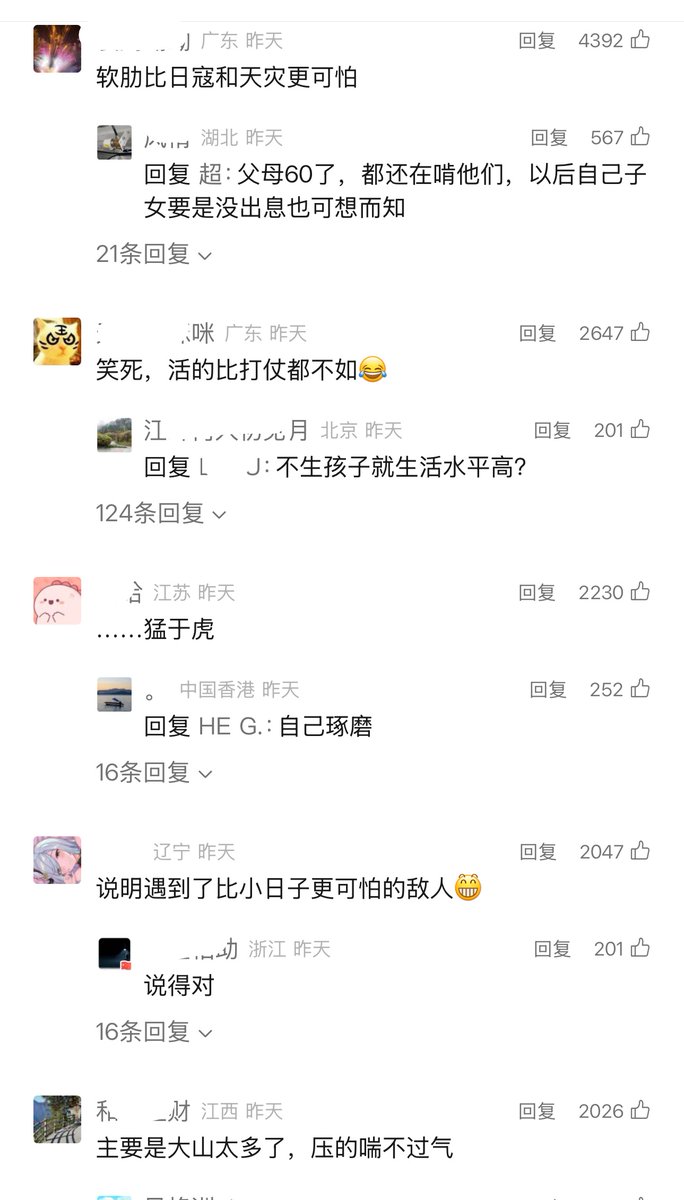 广东 昨天 回复 4392
软肋比日寇和天灾更可怕
湖北 昨天 回复 567
回复 超: 父母60了，都还在啃他们，以后自己子
女要是没出息也可想而知
21条回复
咪 广东 昨天 回复 2647
笑死，活的比打仗都不如😂
江 月 北京 昨天 回复 201
回复 L J: 不生孩子就生活水平高?
124条回复
江苏 昨天 回复 2230
……猛于虎
。 中国香港 昨天 回复 252
回复 HE G.: 自己琢磨
16条回复
辽宁 昨天 回复 2047
说明遇到了比小日子更可怕的敌人😁
浙江 昨天 回复 201
说得对
16条回复
财 江西 昨天 回复 2026
主要是大山太多了，压的喘不过气